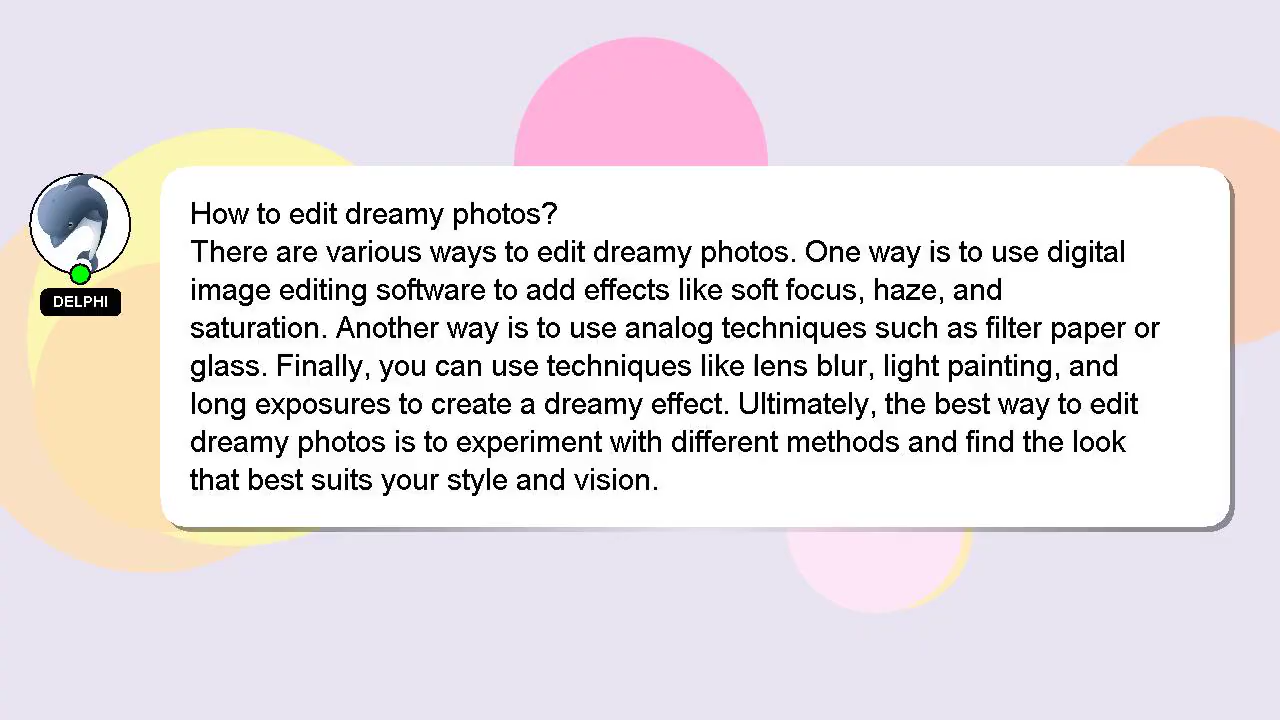 How to edit dreamy photos?
There are various ways to edit dreamy photos. One way is to use digital
image editing software to add effects like soft focus, haze, and
saturation. Another way is to use analog techniques such as filter paper or
glass. Finally, you can use techniques like lens blur, light painting, and
long exposures to create a dreamy effect. Ultimately, the best way to edit
dreamy photos is to experiment with different methods and find the look
that best suits your style and vision.
DELPHI